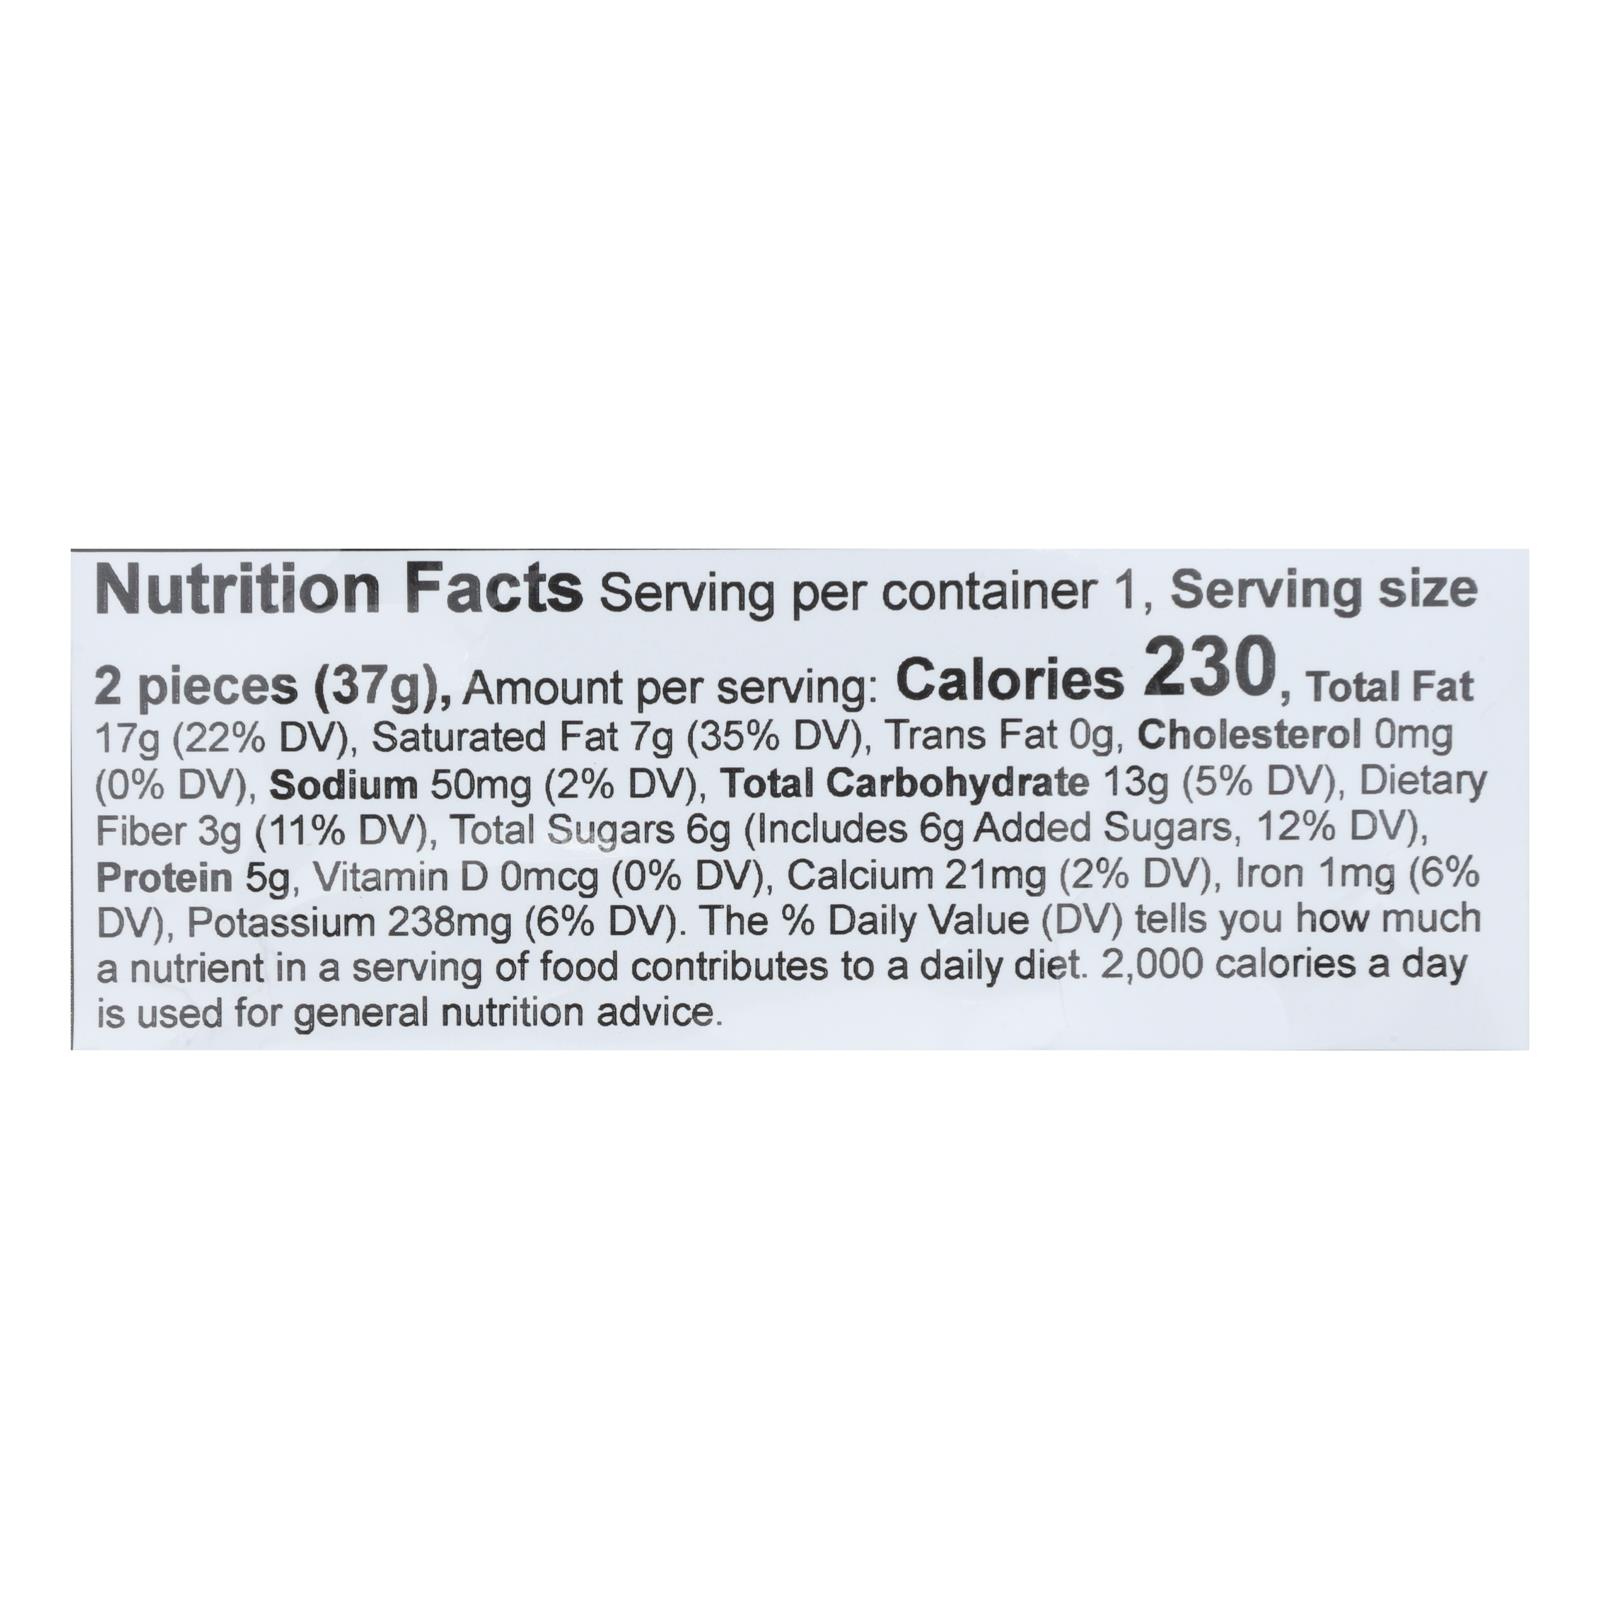 Nutrition Facts Serving per container 1, Serving size
2 pieces (37g), Amount per serving: Calories 230, Total Fat
17g (22% DV), Saturated Fat 7g (35% DV), Trans Fat 0g, Cholesterol 0mg
(0% DV), Sodium 50mg (2% DV), Total Carbohydrate 13g (5% DV), Dietary
Fiber 3g (11% DV), Total Sugars 6g (Includes 6g Added Sugars, 12% DV),
Protein 5g, Vitamin D 0mcg (0% DV), Calcium 21mg (2% DV), Iron 1mg (6%
DV), Potassium 238mg (6% DV). The % Daily Value (DV) tells you how much
a nutrient in a serving of food contributes to a daily diet. 2,000 calories a day
is used for general nutrition advice.